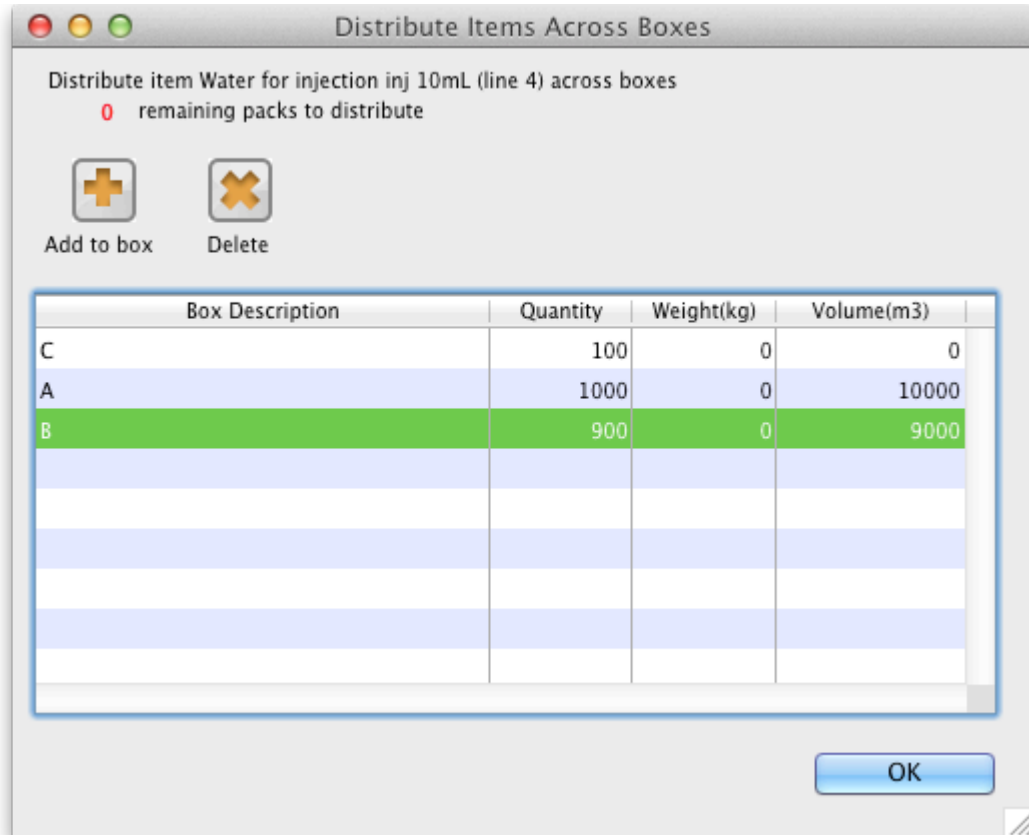 Distribute Items Across Boxes
Distribute item Water for injection inj 10mL (line 4) across boxes
0 remaining packs to distribute
Add to box Delete
Box Description Quantity Weight(kg) Volume(m3)
C 100 0 0
A 1000 0 10000
B 900 0 9000
OK